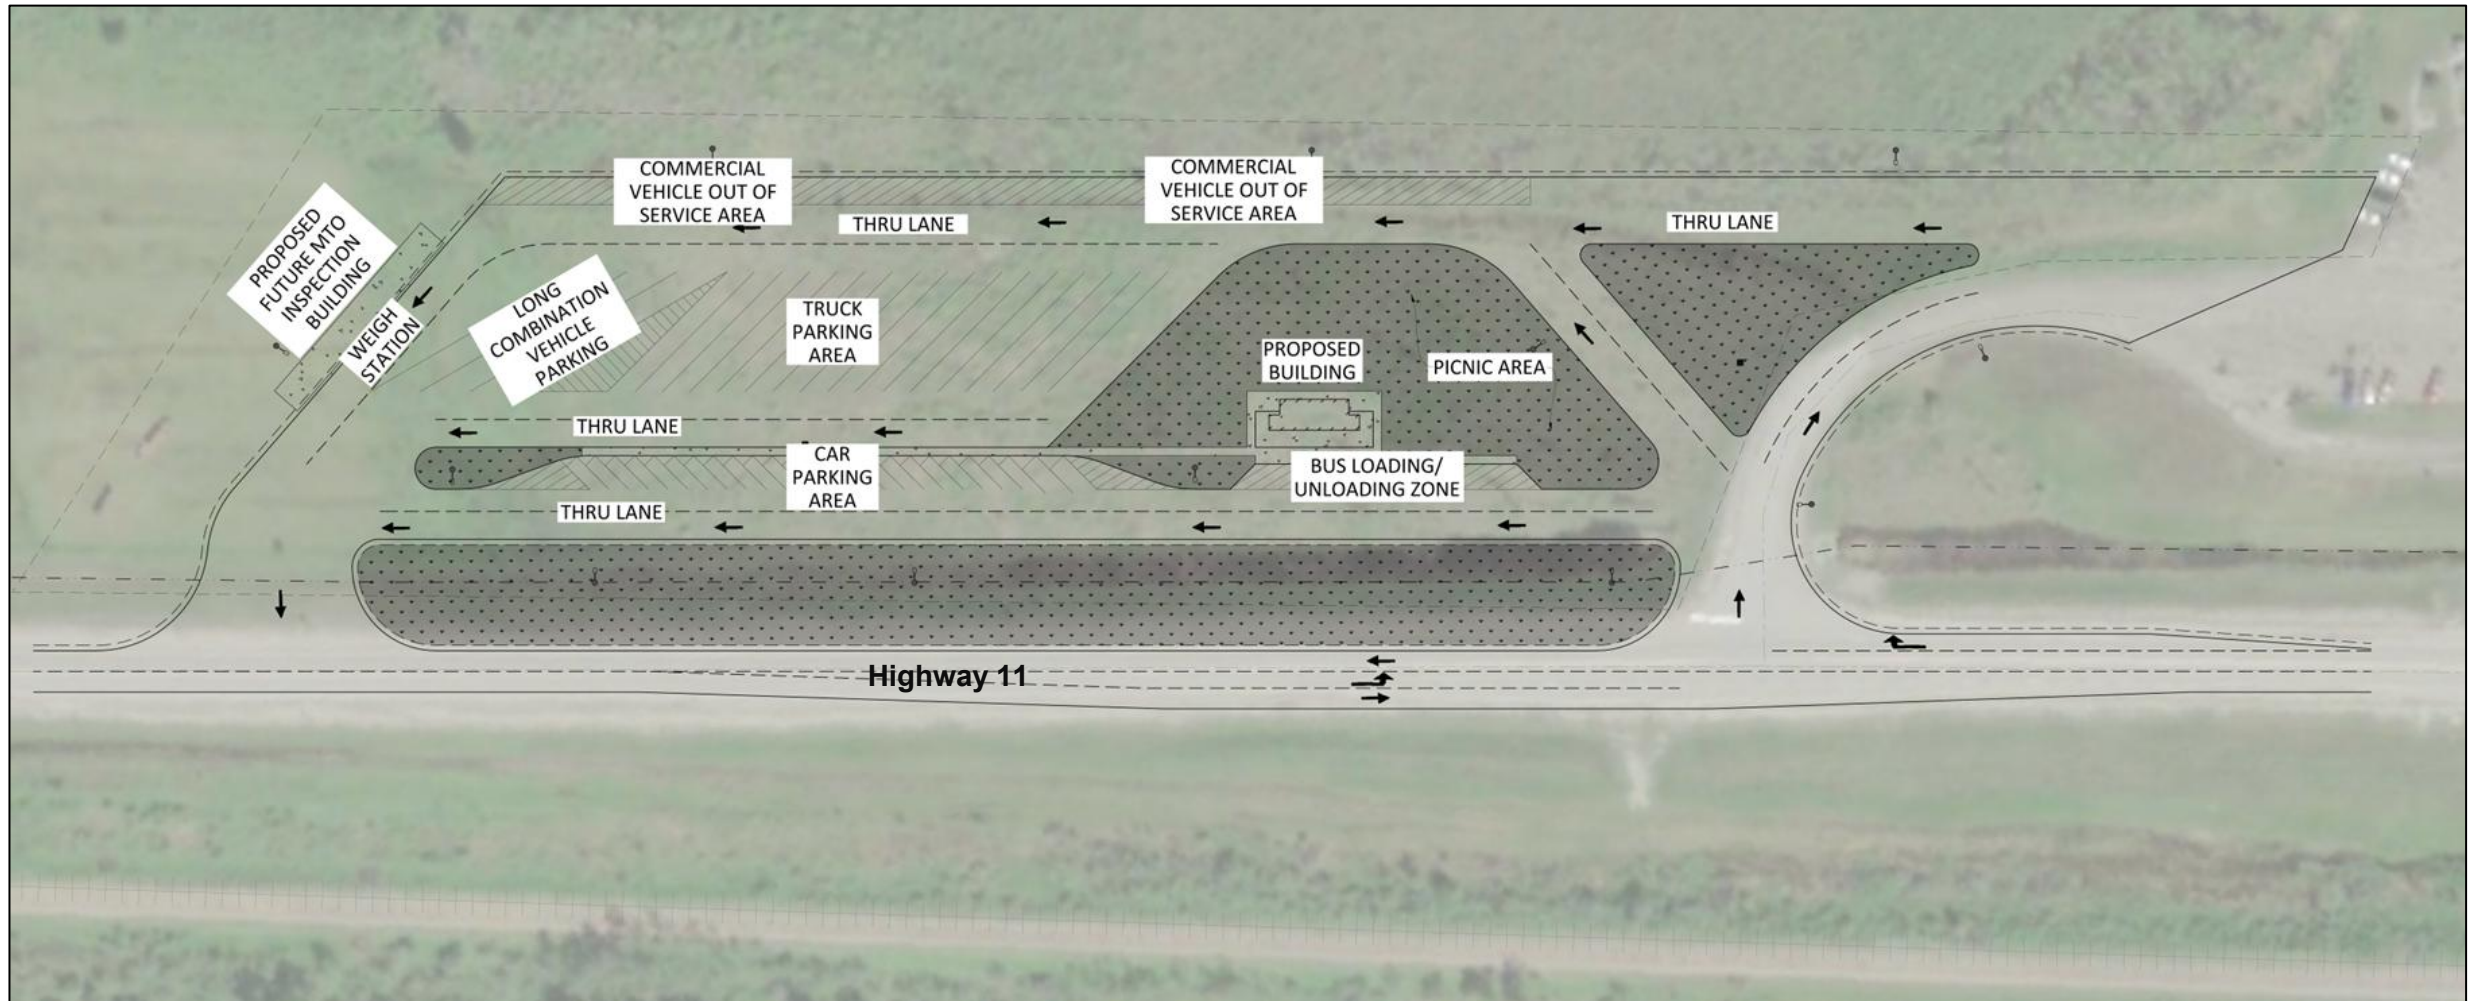 COMMERCIAL
VEHICLE OUT OF
SERVICE AREA
COMMERCIAL
VEHICLE OUT OF
SERVICE AREA
THRU LANE
THRU LANE
PROPOSED
FUTURE MTO
INSPECTION
BUILDING
WEIGH
STATION
LONG
COMBINATION
VEHICLE
PARKING
TRUCK
PARKING
AREA
PROPOSED
BUILDING
PICNIC AREA
THRU LANE
CAR
PARKING
AREA
BUS LOADING/
UNLOADING ZONE
THRU LANE
Highway 11